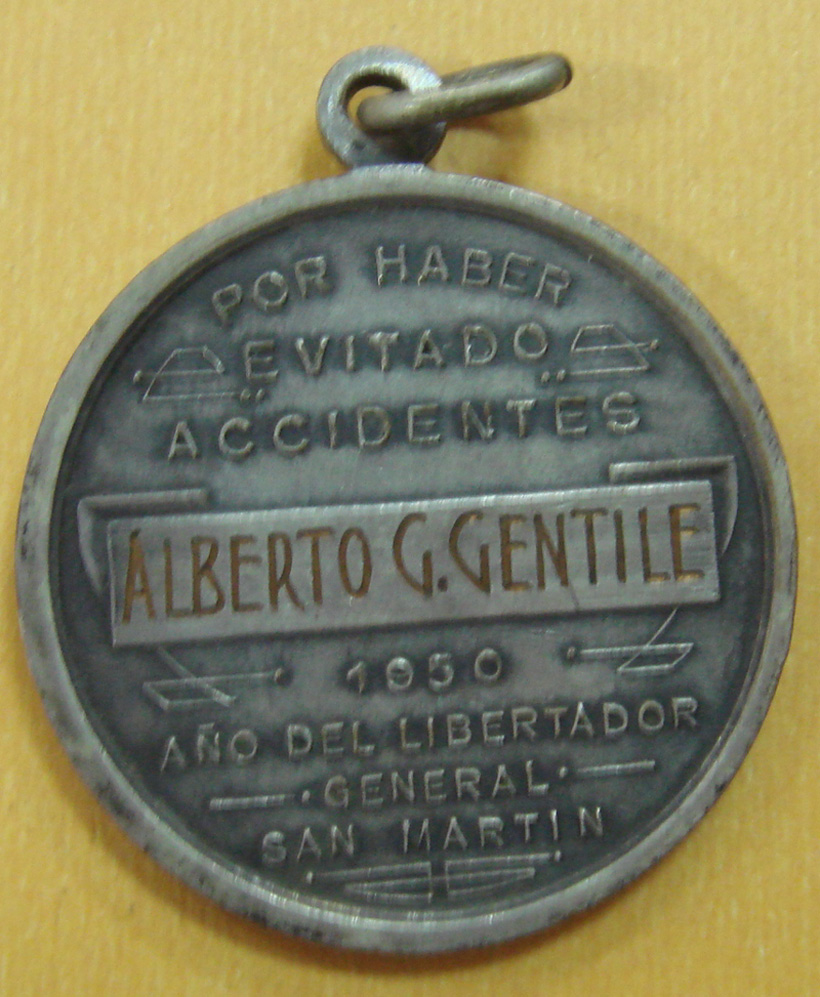 POR HABER
EVITADO
ACCIDENTES
ALBERTO G. GENTILE
1950
AÑO DEL LIBERTADOR
·GENERAL·
SAN MARTIN